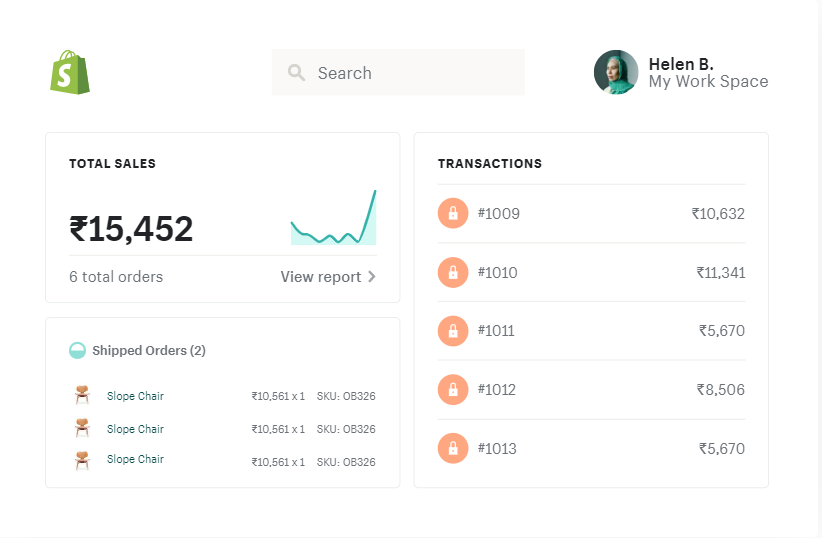 S
Search
Helen B.
My Work Space
TOTAL SALES
₹15,452
6 total orders View report
Shipped Orders (2)
Slope Chair ₹10,561 x 1 SKU: OB326
Slope Chair ₹10,561 x 1 SKU: OB326
Slope Chair ₹10,561 x 1 SKU: OB326
TRANSACTIONS
#1009 ₹10,632
#1010 ₹11,341
#1011 ₹5,670
#1012 ₹8,506
#1013 ₹5,670